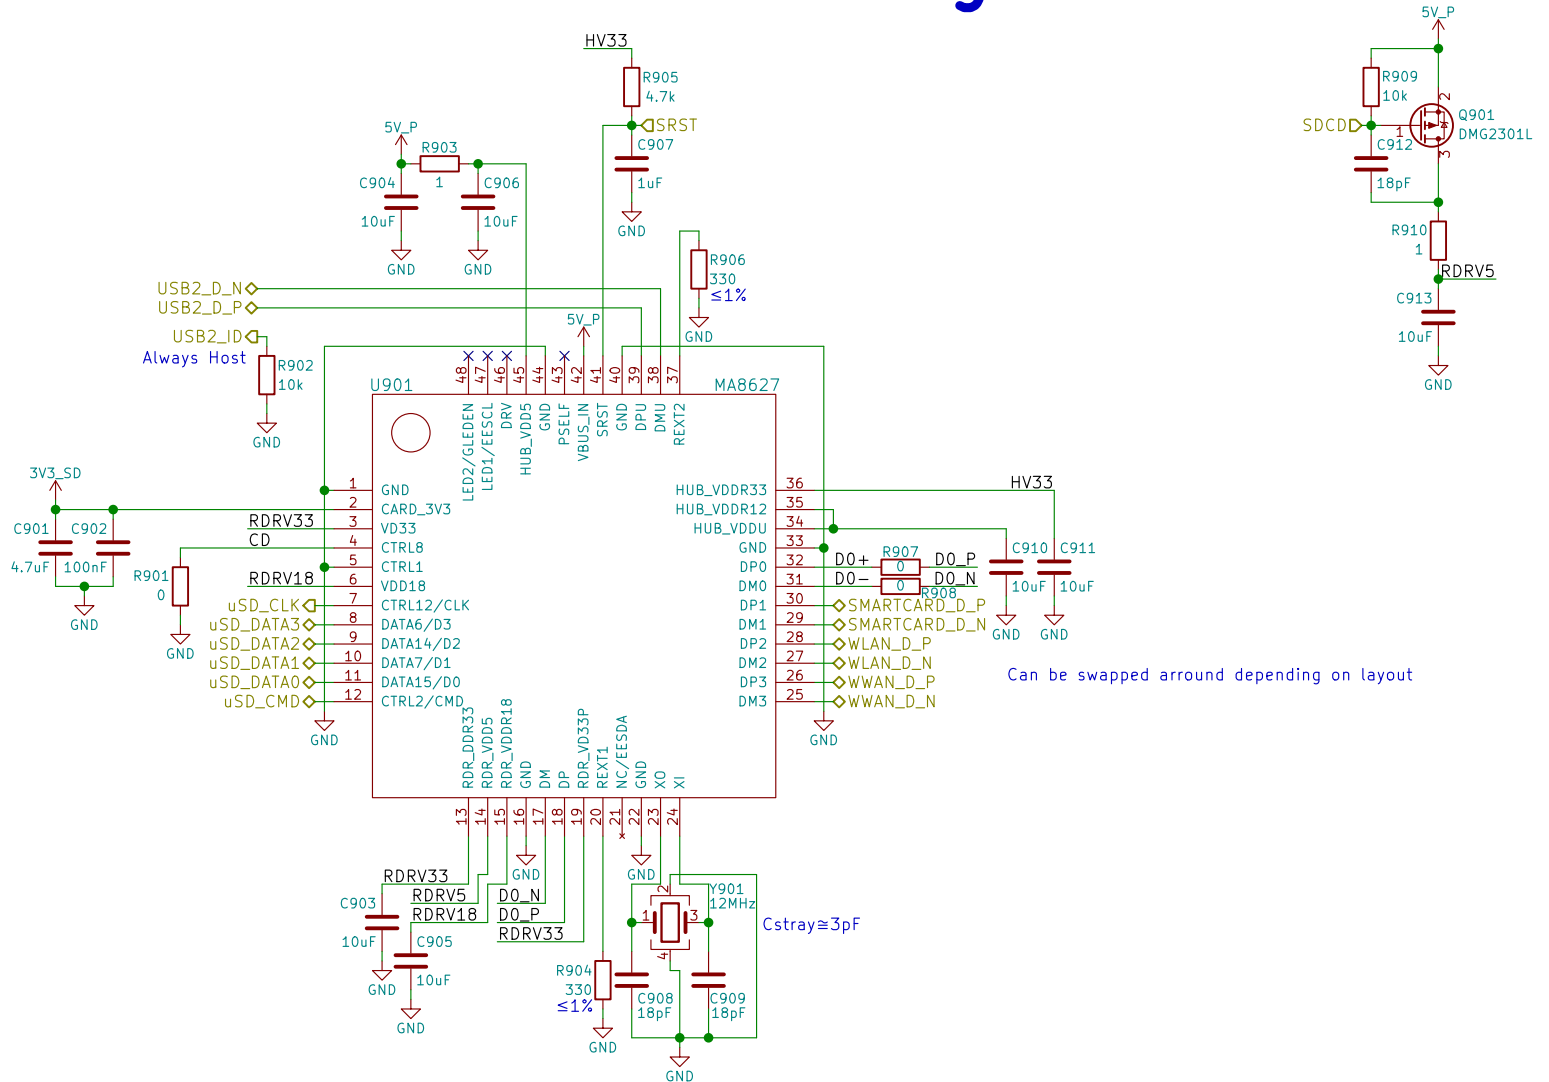 HV33
R905
4.7k
SRST
C907
1uF
GND
5V_P
R903
1
C904
10uF
GND
C906
10uF
GND
5V_P
R909
10k
SDCD
1
2
3
Q901
DMG2301L
C912
18pF
R910
1
RDRV5
C913
10uF
GND
R906
330
≤1%
GND
USB2_D_N
USB2_D_P
USB2_ID
Always Host
R902
10k
GND
5V_P
U901
MA8627
48
47
46
45
44
43
42
41
40
39
38
37
LED2/GLEDEN
LED1/EESCL
DRV
HUB_VDD5
GND
PSELF
VBUS_IN
SRST
GND
DPU
DMU
REXT2
3V3_SD
C901
4.7uF
C902
100nF
GND
RDRV33
CD
R901
0
GND
RDRV18
uSD_CLK
uSD_DATA3
uSD_DATA2
uSD_DATA1
uSD_DATA0
uSD_CMD
GND
1 GND
2 CARD_3V3
3 VD33
4 CTRL8
5 CTRL1
6 VDD18
7 CTRL12/CLK
8 DATA6/D3
9 DATA14/D2
10 DATA7/D1
11 DATA15/D0
12 CTRL2/CMD
HUB_VDDR33 36
HUB_VDDR12 35
HUB_VDDU 34
GND 33
DP0 32
DM0 31
DP1 30
DM1 29
DP2 28
DM2 27
DP3 26
DM3 25
HV33
D0+
R907
0
D0_P
D0-
0
R908
D0_N
SMARTCARD_D_P
SMARTCARD_D_N
WLAN_D_P
WLAN_D_N
WWAN_D_P
WWAN_D_N
GND
C910
10uF
GND
C911
10uF
GND
Can be swapped arround depending on layout
RDR_DDR33
RDR_VDD5
RDR_VDDR18
GND
DM
DP
RDR_VD33P
REXT1
NC/EESDA
GND
XO
XI
13
14
15
16
17
18
19
20
21
22
23
24
GND
GND
RDRV33
RDRV5
RDRV18
D0_N
D0_P
RDRV33
C903
10uF
GND
C905
10uF
GND
R904
330
≤1%
GND
Y901
12MHz
1
2
3
4
Cstray≅3pF
C908
18pF
C909
18pF
GND